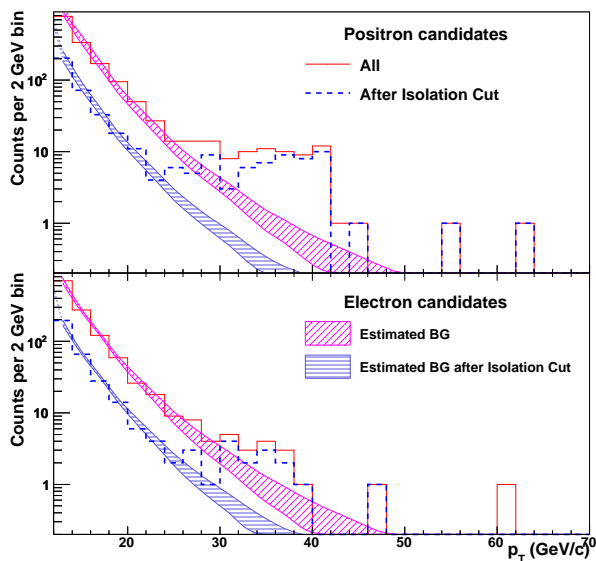 Counts per 2 GeV bin
10²
10
1
Positron candidates
All
After Isolation Cut
Counts per 2 GeV bin
10²
10
1
Electron candidates
Estimated BG
Estimated BG after Isolation Cut
20 30 40 50 60 70
p_T (GeV/c)